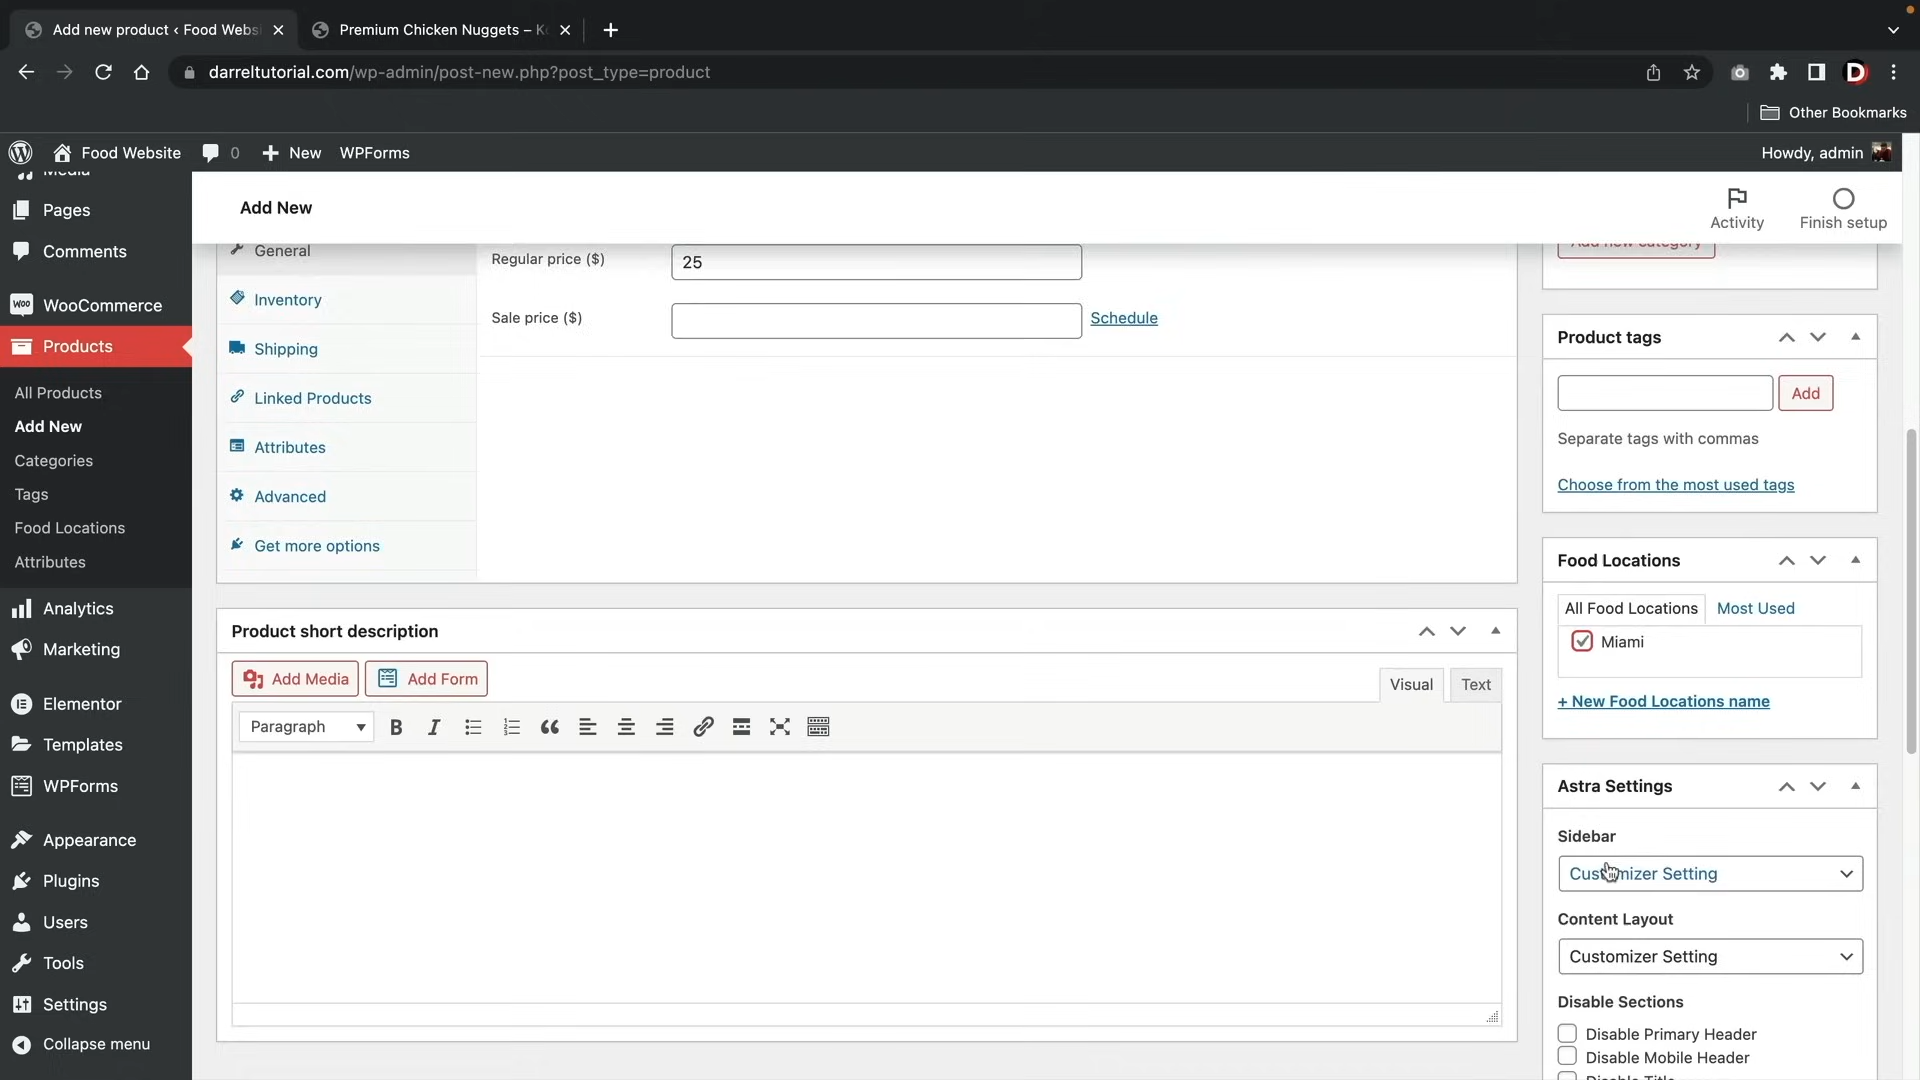 Add new product ‹ Food Websi
Premium Chicken Nuggets – K
darreltutorial.com/wp-admin/post-new.php?post_type=product
Other Bookmarks
Food Website
0
New
WPForms
Howdy, admin
Media
Pages
Comments
WooCommerce
Products
All Products
Add New
Categories
Tags
Food Locations
Attributes
Analytics
Marketing
Elementor
Templates
WPForms
Appearance
Plugins
Users
Tools
Settings
Collapse menu
Add New
Activity
Finish setup
General
Inventory
Shipping
Linked Products
Attributes
Advanced
Get more options
Regular price ($)
25
Sale price ($)
Schedule
Product short description
Add Media
Add Form
Visual
Text
Paragraph
Add new category
Product tags
Add
Separate tags with commas
Choose from the most used tags
Food Locations
All Food Locations
Most Used
Miami
+ New Food Locations name
Astra Settings
Sidebar
Customizer Setting
Content Layout
Customizer Setting
Disable Sections
Disable Primary Header
Disable Mobile Header
Disable Title